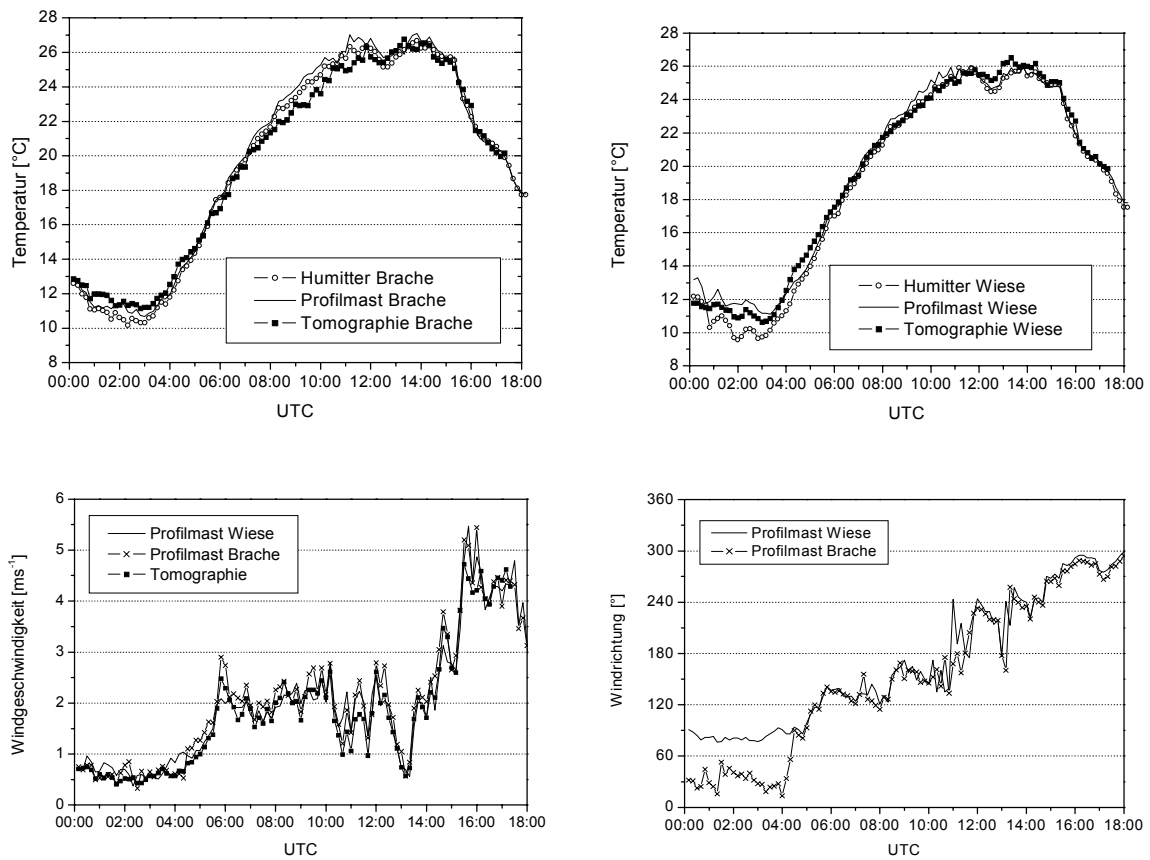 28
26
24
22
20
18
16
14
12
10
8
Temperatur [°C]
Humitter Brache
Profilmast Brache
Tomographie Brache
00:00 02:00 04:00 06:00 08:00 10:00 12:00 14:00 16:00 18:00
UTC
28
26
24
22
20
18
16
14
12
10
8
Temperatur [°C]
Humitter Wiese
Profilmast Wiese
Tomographie Wiese
00:00 02:00 04:00 06:00 08:00 10:00 12:00 14:00 16:00 18:00
UTC
6
5
4
3
2
1
0
Windgeschwindigkeit [ms-1]
Profilmast Wiese
Profilmast Brache
Tomographie
00:00 02:00 04:00 06:00 08:00 10:00 12:00 14:00 16:00 18:00
UTC
360
300
240
180
120
60
0
Windrichtung [°]
Profilmast Wiese
Profilmast Brache
00:00 02:00 04:00 06:00 08:00 10:00 12:00 14:00 16:00 18:00
UTC